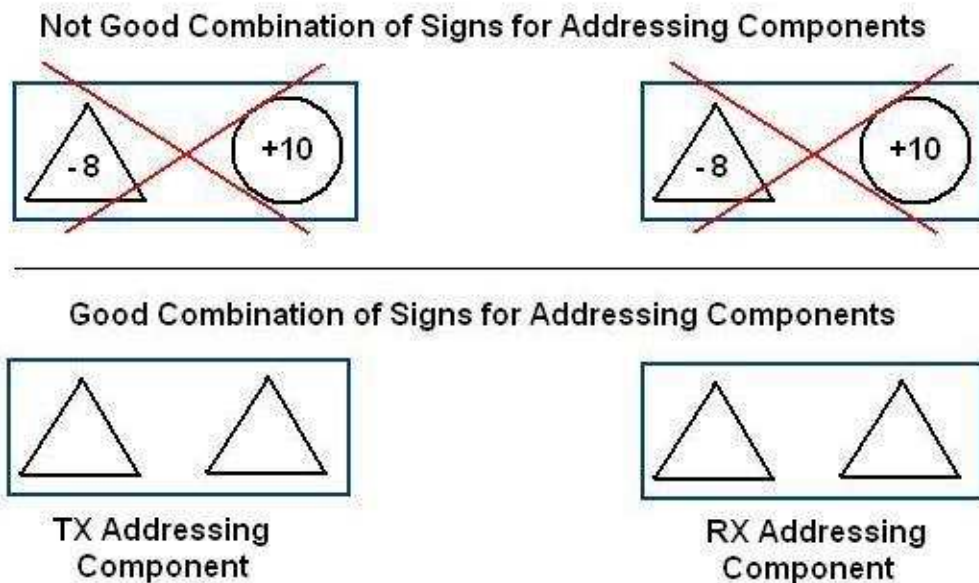 Not Good Combination of Signs for Addressing Components
- 8 +10 - 8 +10
Good Combination of Signs for Addressing Components
TX Addressing
Component
RX Addressing
Component